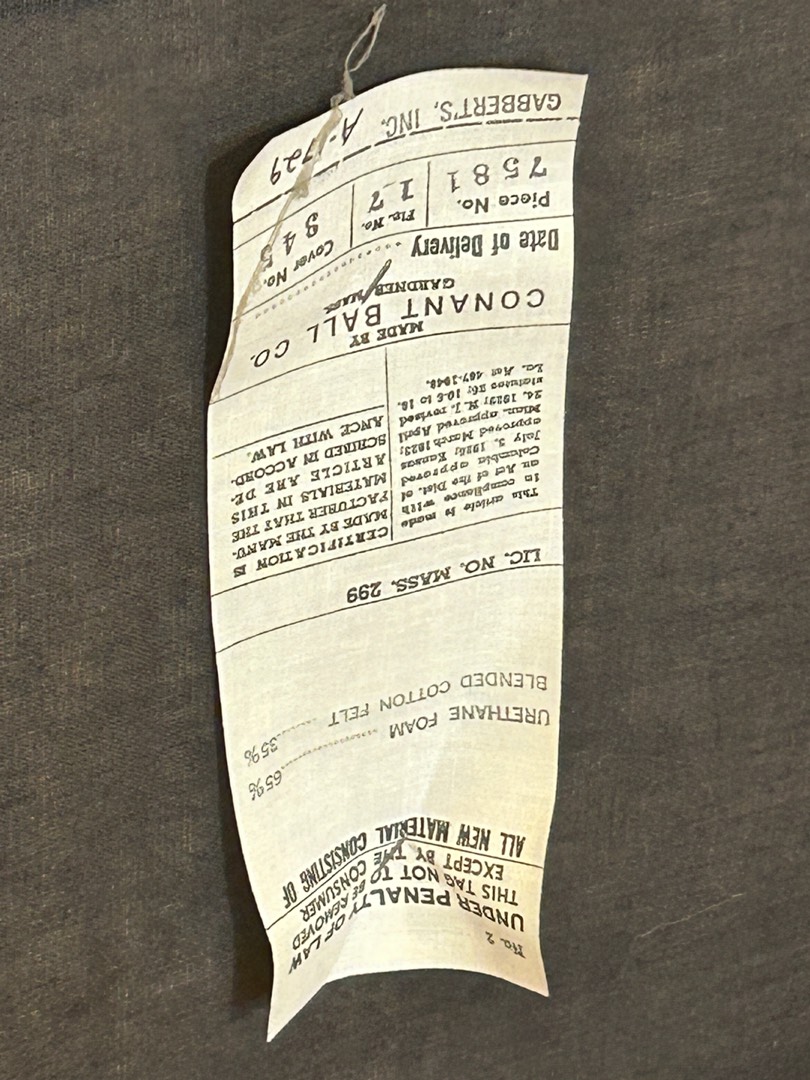 No. 2
UNDER PENALTY OF LAW
THIS TAG NOT TO BE REMOVED
EXCEPT BY THE CONSUMER
ALL NEW MATERIAL CONSISTING OF
URETHANE FOAM ............65%
BLENDED COTTON FELT ......35%
LIC. NO. MASS. 299
This article is made
in compliance with
an Act of the Dist. of
Columbia approved
July 3, 1926; Kansas
approved March 1923;
Minn. approved April
24, 1929; N. J. revised
statutes 26; 10-6 to 18.
La. Act 467-1948.
CERTIFICATION IS
MADE BY THE MANU-
FACTURER THAT THE
MATERIALS IN THIS
ARTICLE ARE DE-
SCRIBED IN ACCORD-
ANCE WITH LAW.
MADE BY
CONANT BALL CO.
GARDNER, MASS.
Date of Delivery
Piece No. Fin. No. Cover No.
7581 17 345
GABBERT'S, INC. A-1729